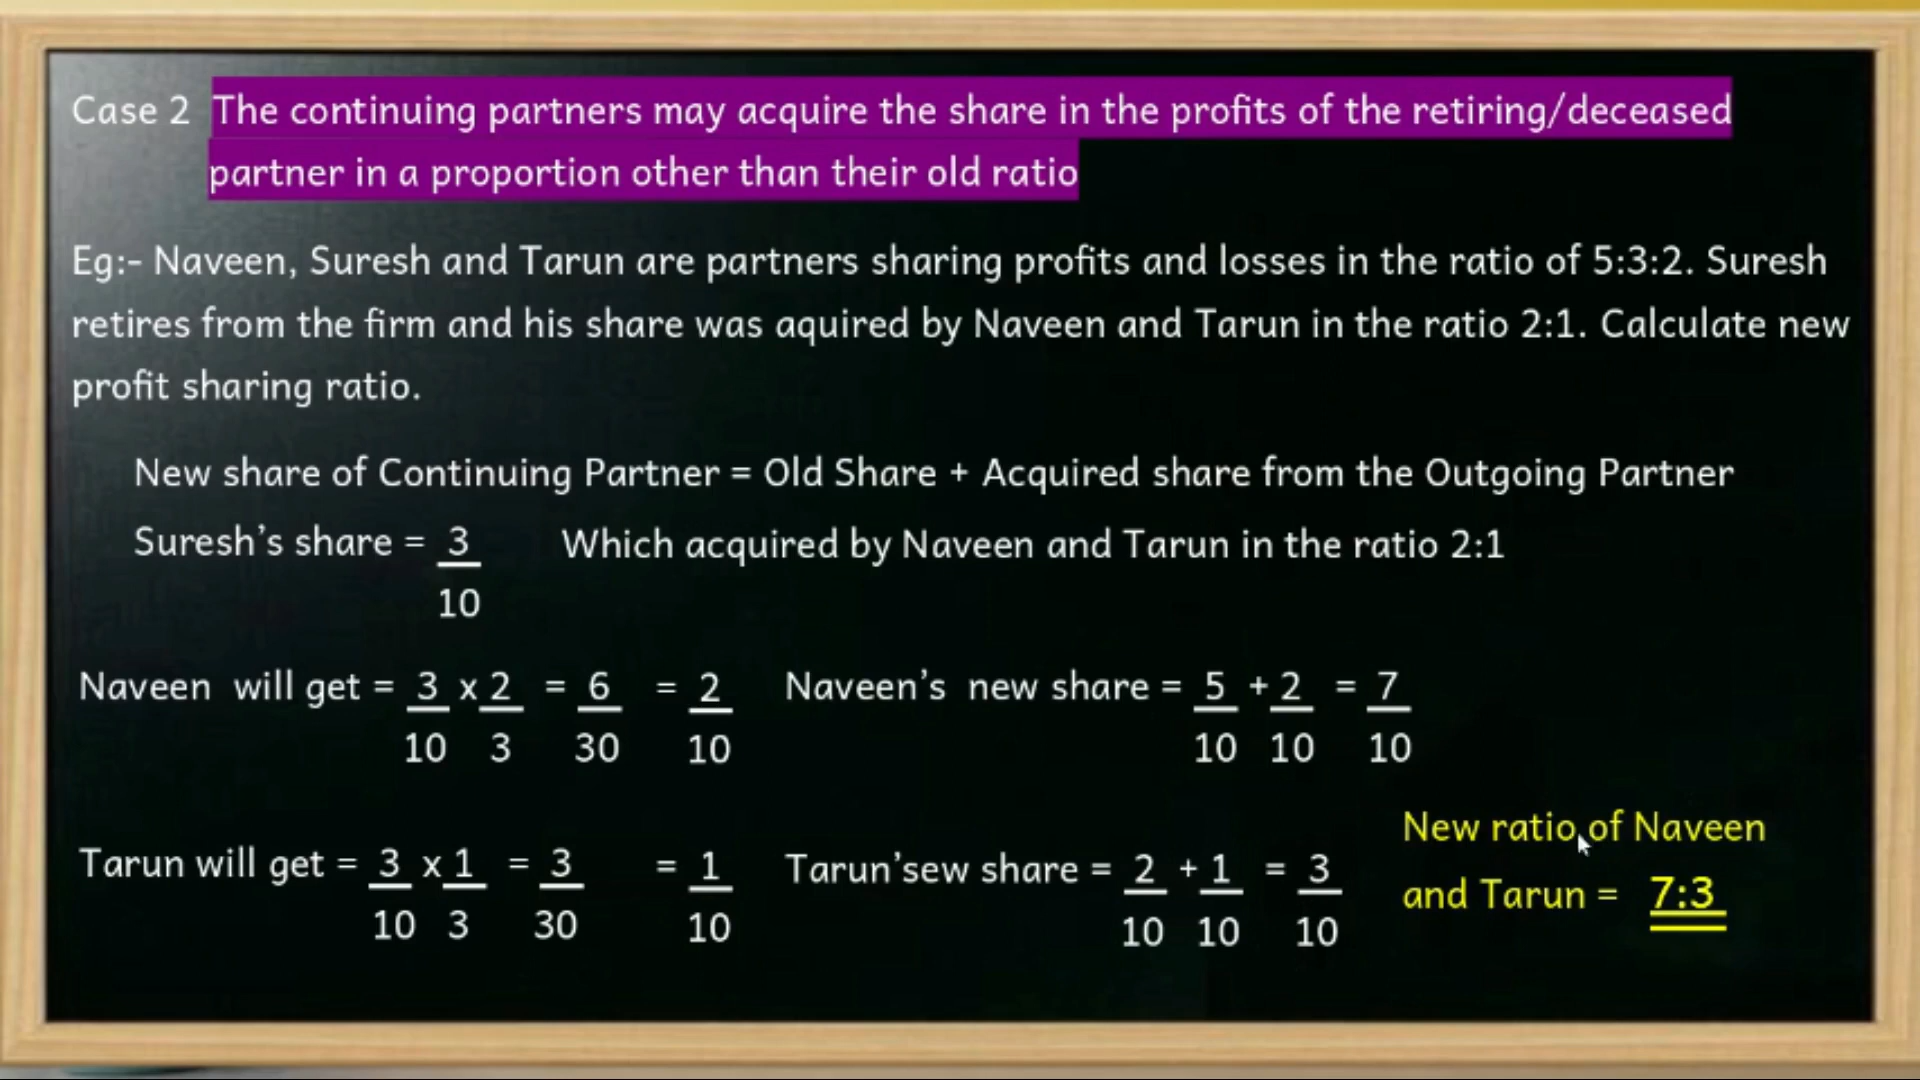 Case 2 The continuing partners may acquire the share in the profits of the retiring/deceased
partner in a proportion other than their old ratio
Eg:- Naveen, Suresh and Tarun are partners sharing profits and losses in the ratio of 5:3:2. Suresh
retires from the firm and his share was aquired by Naveen and Tarun in the ratio 2:1. Calculate new
profit sharing ratio.
New share of Continuing Partner = Old Share + Acquired share from the Outgoing Partner
Suresh's share = 3 Which acquired by Naveen and Tarun in the ratio 2:1
10
Naveen will get = 3 x 2 = 6 = 2 Naveen's new share = 5 + 2 = 7
10 3 30 10 10 10 10
New ratio of Naveen
Tarun will get = 3 x 1 = 3 = 1 Tarun'sew share = 2 + 1 = 3 and Tarun = 7:3
10 3 30 10 10 10 10